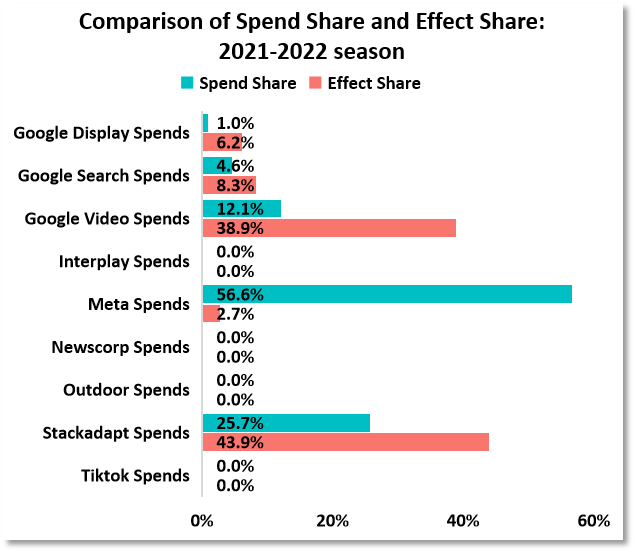 Comparison of Spend Share and Effect Share:
2021-2022 season
Spend Share Effect Share
Google Display Spends 1.0%
6.2%
Google Search Spends 4.6%
8.3%
Google Video Spends 12.1%
38.9%
Interplay Spends 0.0%
0.0%
Meta Spends 56.6%
2.7%
Newscorp Spends 0.0%
0.0%
Outdoor Spends 0.0%
0.0%
Stackadapt Spends 25.7%
43.9%
Tiktok Spends 0.0%
0.0%
0% 20% 40% 60%